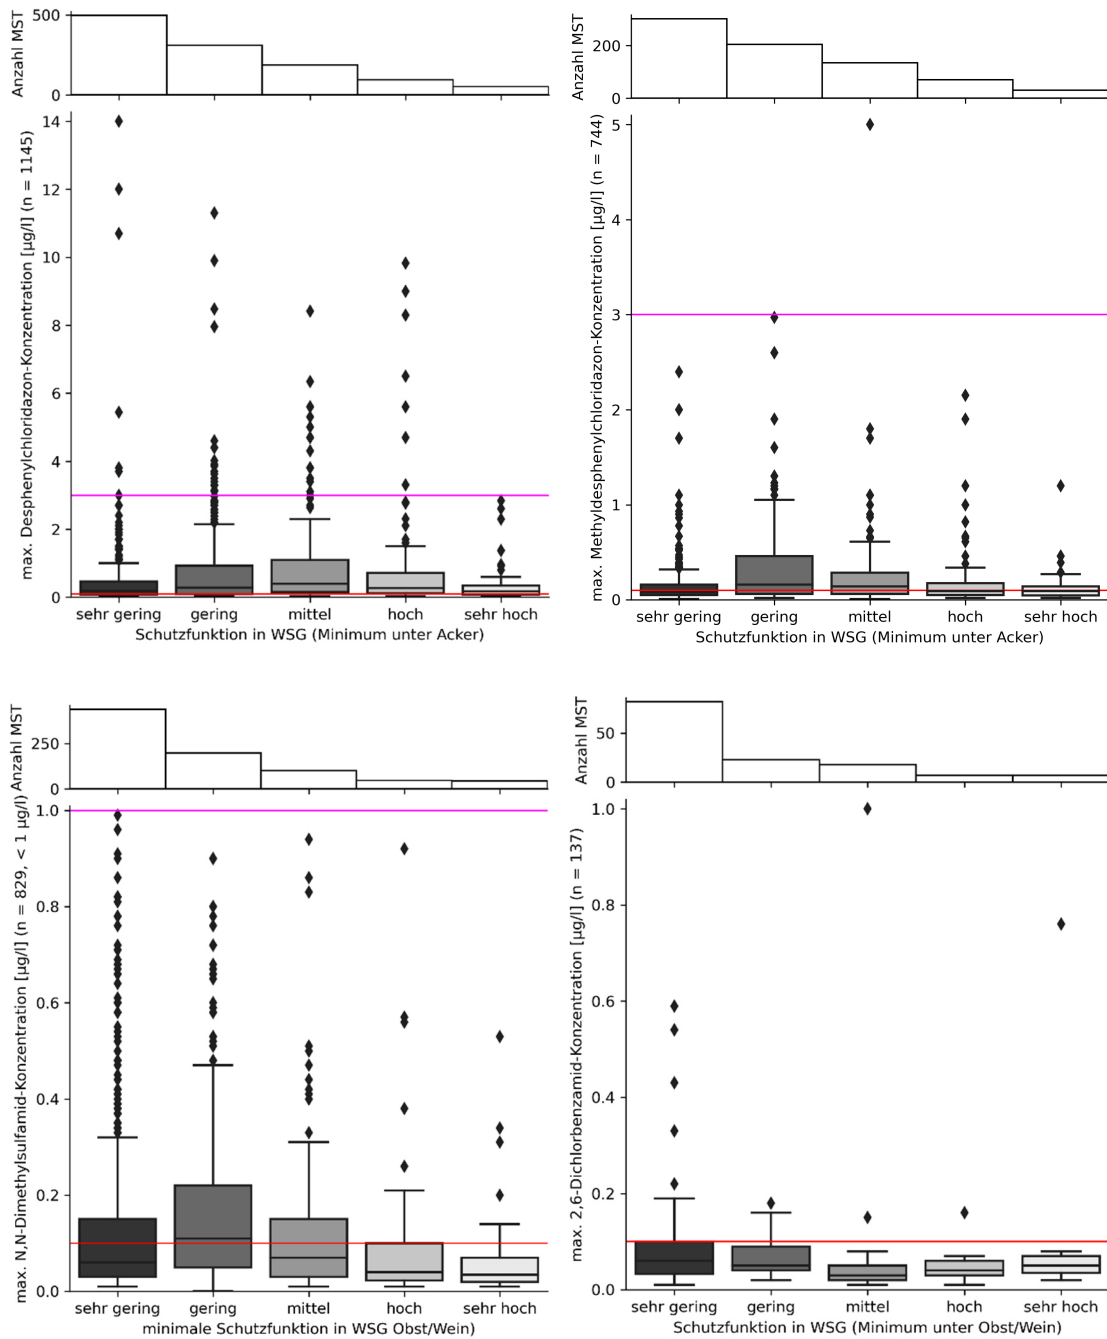 Anzahl MST
500
0
max. Desphenylchloridazon-Konzentration [µg/l] (n = 1145)
14
12
10
8
6
4
2
0
sehr gering gering mittel hoch sehr hoch
Schutzfunktion in WSG (Minimum unter Acker)
Anzahl MST
200
0
max. Methyldesphenylchloridazon-Konzentration [µg/l] (n = 744)
5
4
3
2
1
0
sehr gering gering mittel hoch sehr hoch
Schutzfunktion in WSG (Minimum unter Acker)
Anzahl MST
250
0
max. N,N-Dimethylsulfamid-Konzentration [µg/l] (n = 829, < 1 µg/l)
1.0
0.8
0.6
0.4
0.2
0.0
sehr gering gering mittel hoch sehr hoch
minimale Schutzfunktion in WSG Obst/Wein)
Anzahl MST
50
0
max. 2,6-Dichlorbenzamid-Konzentration [µg/l] (n = 137)
1.0
0.8
0.6
0.4
0.2
0.0
sehr gering gering mittel hoch sehr hoch
Schutzfunktion in WSG (Minimum unter Obst/Wein)